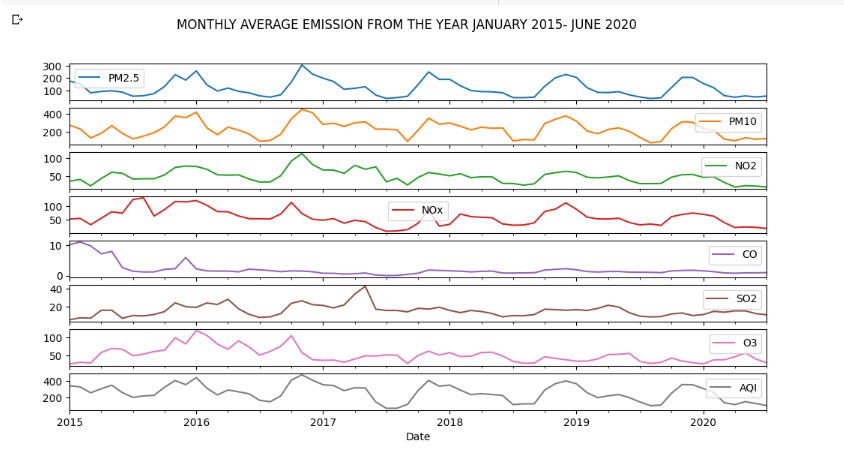 MONTHLY AVERAGE EMISSION FROM THE YEAR JANUARY 2015- JUNE 2020
300
200
100
PM2.5
400
200
PM10
100
50
NO2
100
50
NOx
10
0
CO
40
20
SO2
100
50
O3
400
200
AQI
2015 2016 2017 2018 2019 2020
Date